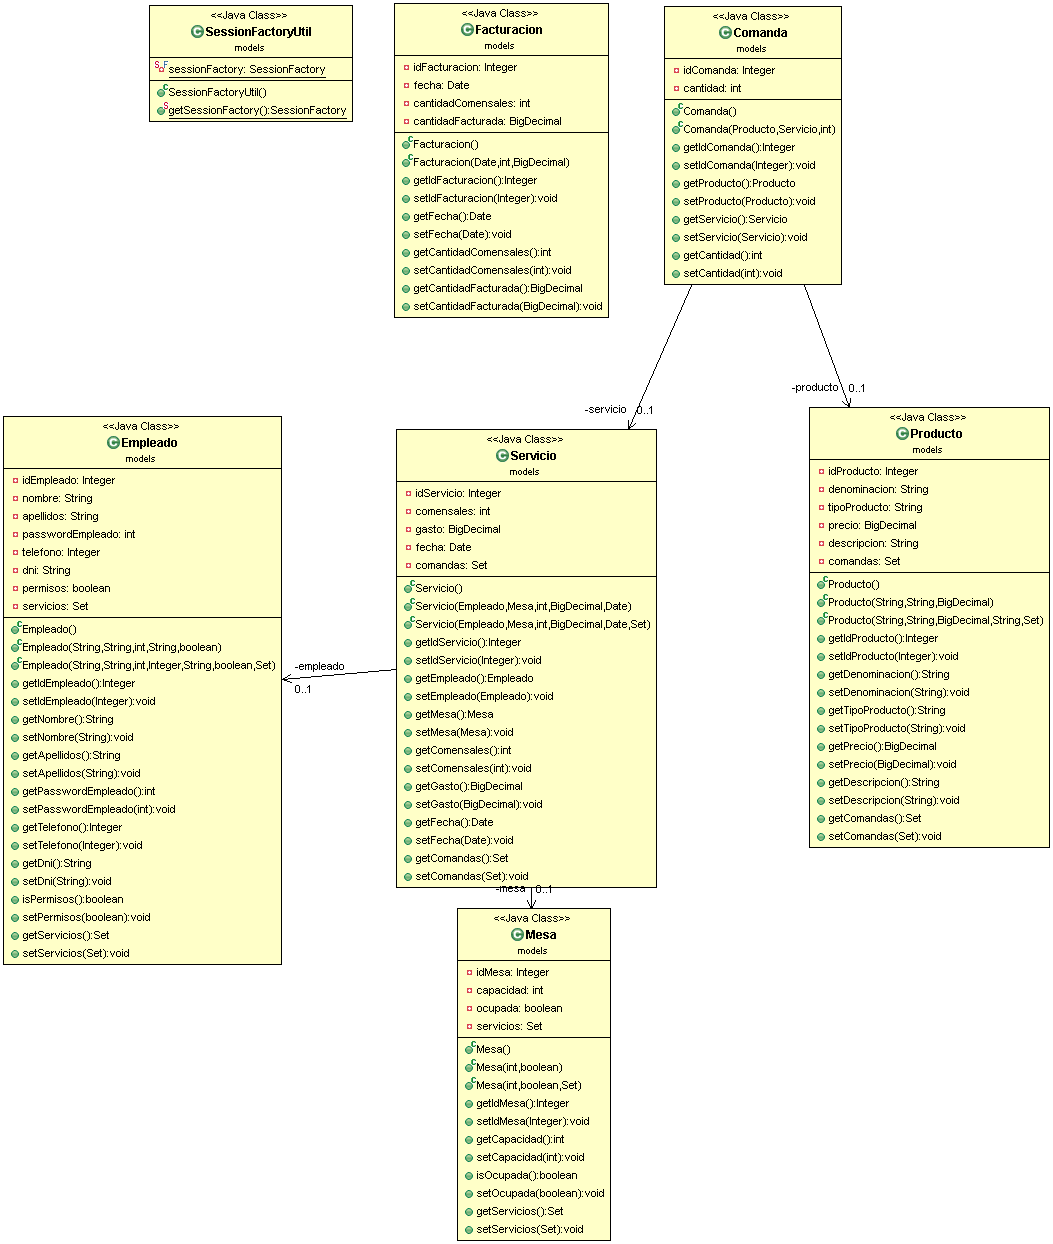 <<Java Class>>
SessionFactoryUtil
models
sessionFactory: SessionFactory
SessionFactoryUtil()
getSessionFactory():SessionFactory
<<Java Class>>
Facturacion
models
idFacturacion: Integer
fecha: Date
cantidadComensales: int
cantidadFacturada: BigDecimal
Facturacion()
Facturacion(Date,int,BigDecimal)
getIdFacturacion():Integer
setIdFacturacion(Integer):void
getFecha():Date
setFecha(Date):void
getCantidadComensales():int
setCantidadComensales(int):void
getCantidadFacturada():BigDecimal
setCantidadFacturada(BigDecimal):void
<<Java Class>>
Comanda
models
idComanda: Integer
cantidad: int
Comanda()
Comanda(Producto,Servicio,int)
getIdComanda():Integer
setIdComanda(Integer):void
getProducto():Producto
setProducto(Producto):void
getServicio():Servicio
setServicio(Servicio):void
getCantidad():int
setCantidad(int):void
-servicio 0..1
-producto 0..1
<<Java Class>>
Empleado
models
idEmpleado: Integer
nombre: String
apellidos: String
passwordEmpleado: int
telefono: Integer
dni: String
permisos: boolean
servicios: Set
Empleado()
Empleado(String,String,int,String,boolean)
Empleado(String,String,int,Integer,String,boolean,Set)
getIdEmpleado():Integer
setIdEmpleado(Integer):void
getNombre():String
setNombre(String):void
getApellidos():String
setApellidos(String):void
getPasswordEmpleado():int
setPasswordEmpleado(int):void
getTelefono():Integer
setTelefono(Integer):void
getDni():String
setDni(String):void
isPermisos():boolean
setPermisos(boolean):void
getServicios():Set
setServicios(Set):void
-empleado
0..1
<<Java Class>>
Servicio
models
idServicio: Integer
comensales: int
gasto: BigDecimal
fecha: Date
comandas: Set
Servicio()
Servicio(Empleado,Mesa,int,BigDecimal,Date)
Servicio(Empleado,Mesa,int,BigDecimal,Date,Set)
getIdServicio():Integer
setIdServicio(Integer):void
getEmpleado():Empleado
setEmpleado(Empleado):void
getMesa():Mesa
setMesa(Mesa):void
getComensales():int
setComensales(int):void
getGasto():BigDecimal
setGasto(BigDecimal):void
getFecha():Date
setFecha(Date):void
getComandas():Set
setComandas(Set):void
-mesa 0..1
<<Java Class>>
Producto
models
idProducto: Integer
denominacion: String
tipoProducto: String
precio: BigDecimal
descripcion: String
comandas: Set
Producto()
Producto(String,String,BigDecimal)
Producto(String,String,BigDecimal,String,Set)
getIdProducto():Integer
setIdProducto(Integer):void
getDenominacion():String
setDenominacion(String):void
getTipoProducto():String
setTipoProducto(String):void
getPrecio():BigDecimal
setPrecio(BigDecimal):void
getDescripcion():String
setDescripcion(String):void
getComandas():Set
setComandas(Set):void
<<Java Class>>
Mesa
models
idMesa: Integer
capacidad: int
ocupada: boolean
servicios: Set
Mesa()
Mesa(int,boolean)
Mesa(int,boolean,Set)
getIdMesa():Integer
setIdMesa(Integer):void
getCapacidad():int
setCapacidad(int):void
isOcupada():boolean
setOcupada(boolean):void
getServicios():Set
setServicios(Set):void